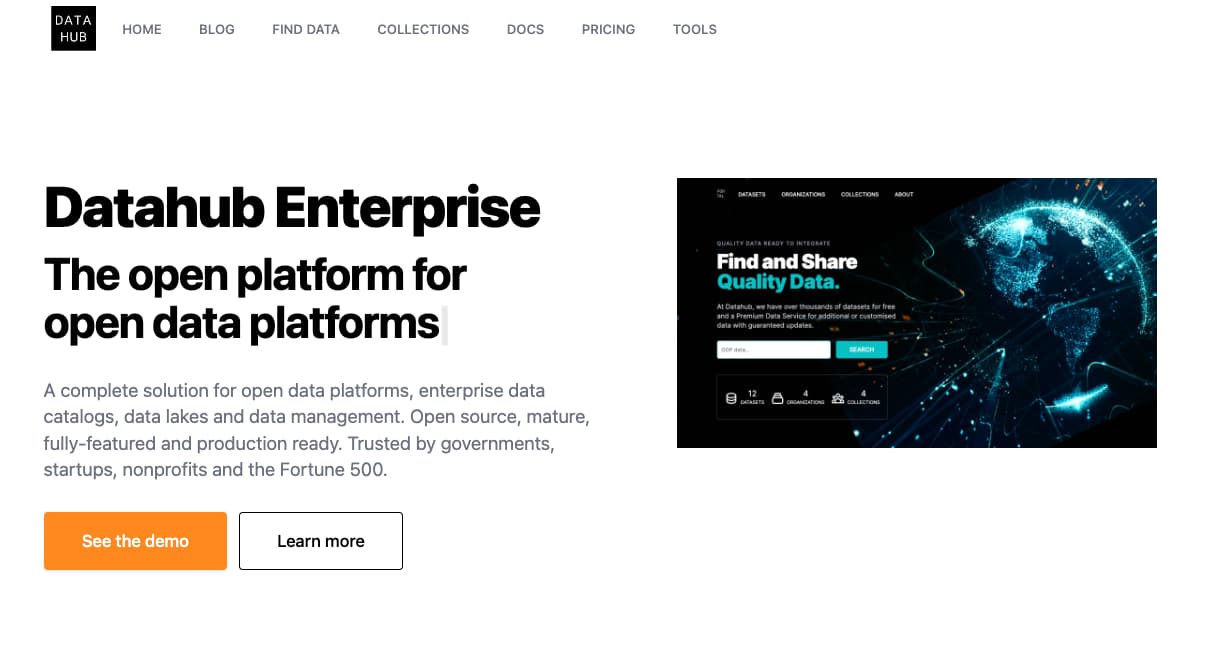 DATA
HUB
HOME
BLOG
FIND DATA
COLLECTIONS
DOCS
PRICING
TOOLS
Datahub Enterprise
The open platform for
open data platforms
A complete solution for open data platforms, enterprise data
catalogs, data lakes and data management. Open source, mature,
fully-featured and production ready. Trusted by governments,
startups, nonprofits and the Fortune 500.
See the demo
Learn more
DATASETS
ORGANIZATIONS
COLLECTIONS
ABOUT
QUALITY DATA READY TO INTEGRATE
Find and Share
Quality Data.
At Datahub, we have over thousands of datasets for free
and a Premium Data Service for additional or customised
data with guaranteed updates.
GDP data...
SEARCH
12
DATASETS
4
ORGANIZATIONS
4
COLLECTIONS